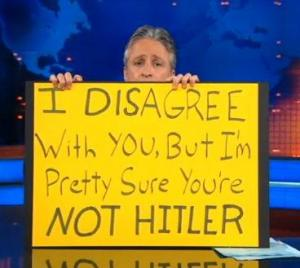 I DISAGREE
With YOU, But I'm
Pretty Sure You're
NOT HITLER